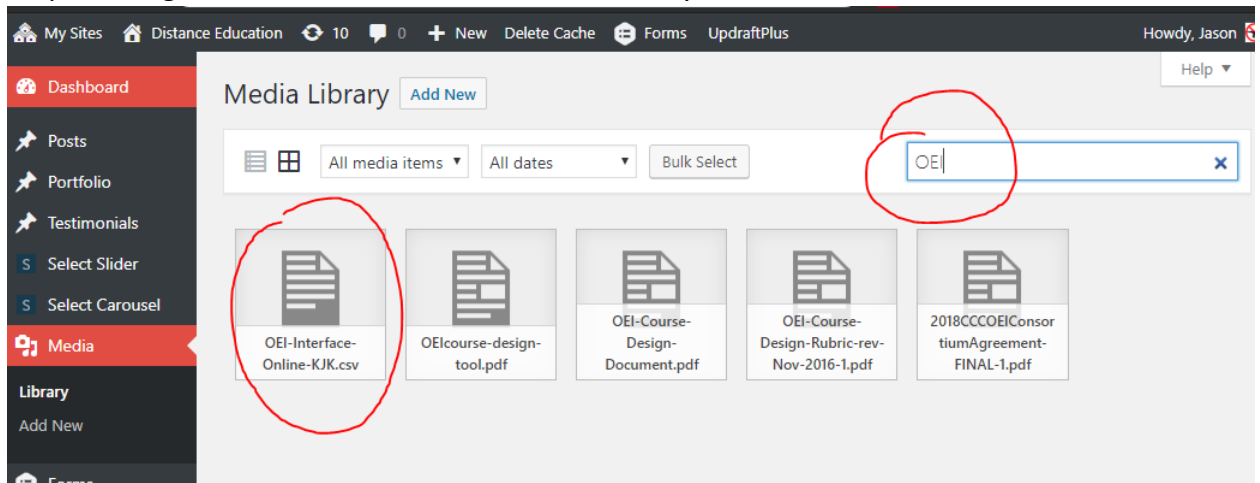 My Sites Distance Education 10 0 + New Delete Cache Forms UpdraftPlus Howdy, Jason
Help ▼
Dashboard
Posts
Portfolio
Testimonials
S Select Slider
S Select Carousel
Media
Library
Add New
Media Library Add New
All media items ▼ All dates ▼ Bulk Select OEI ×
OEI-Interface-
Online-KJK.csv
OEIcourse-design-
tool.pdf
OEI-Course-
Design-
Document.pdf
OEI-Course-
Design-Rubric-rev-
Nov-2016-1.pdf
2018CCCOEIConsor
tiumAgreement-
FINAL-1.pdf